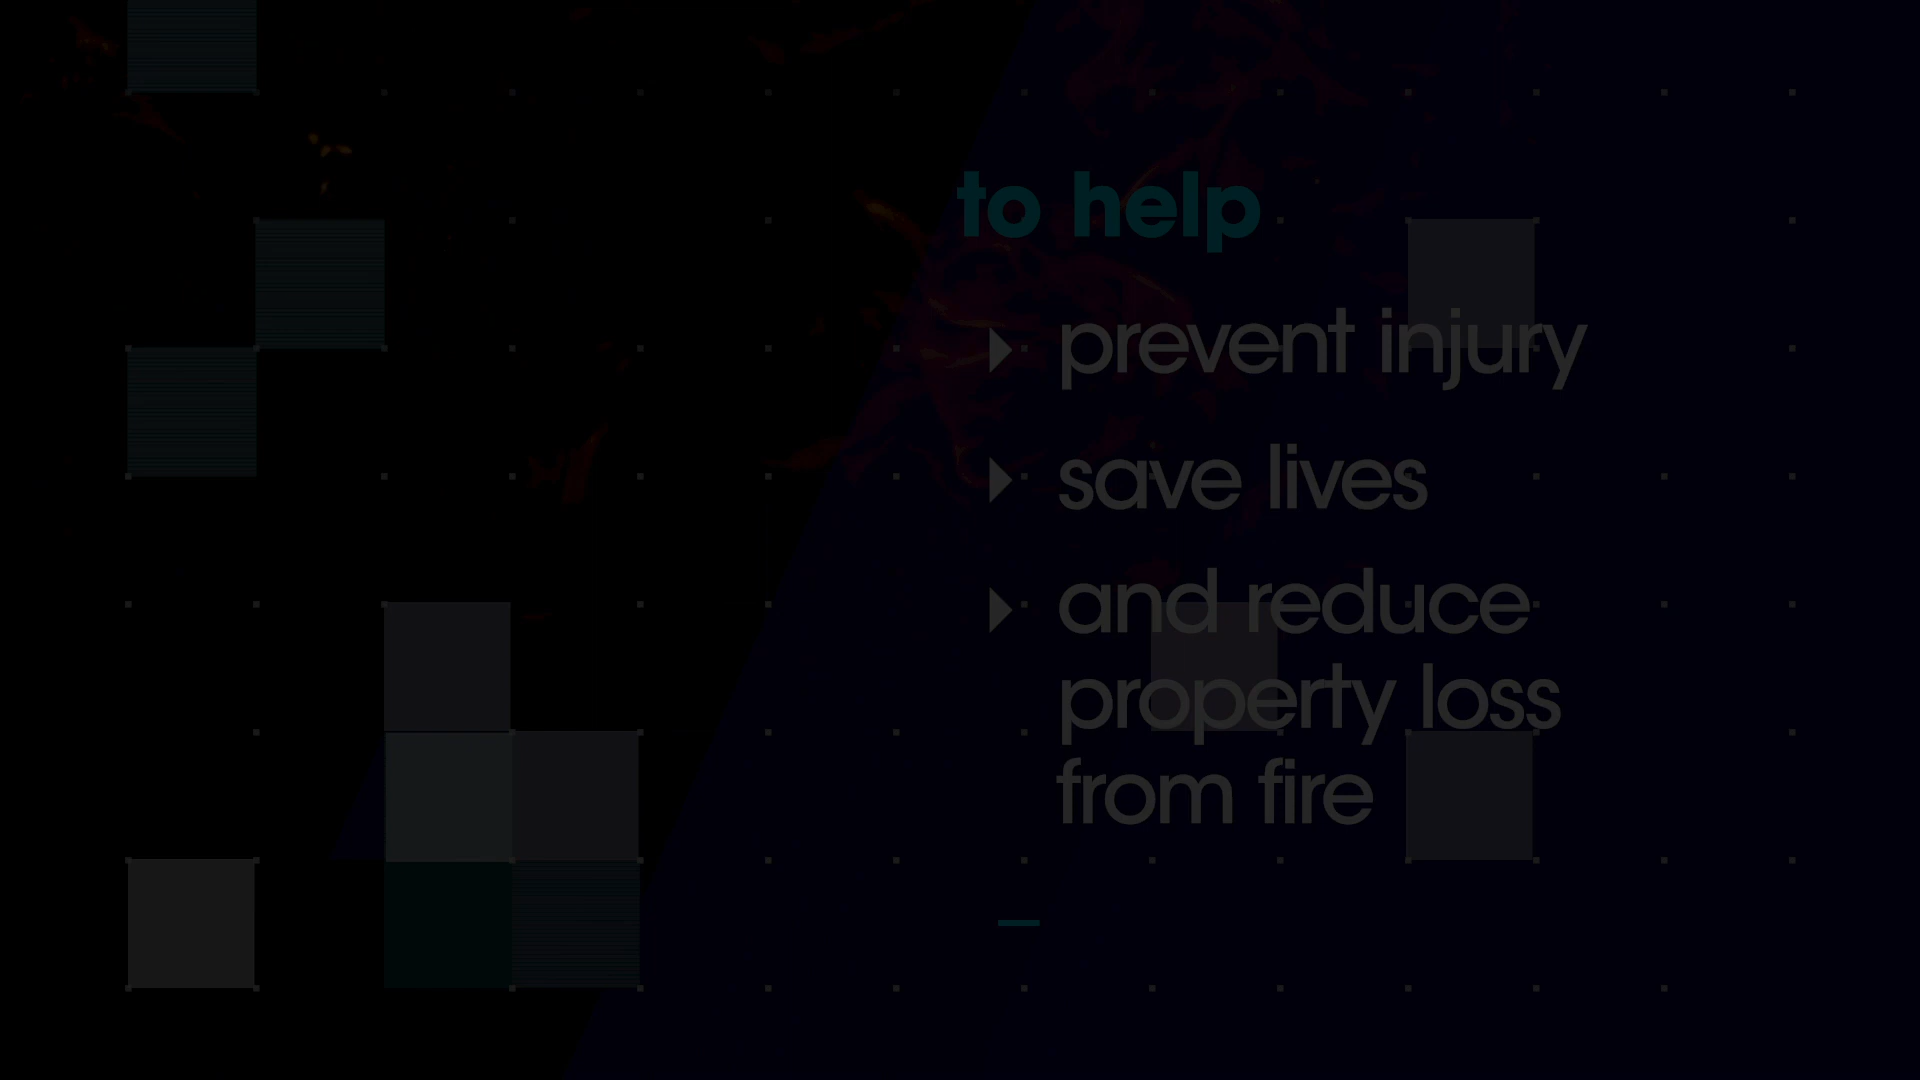 to help
prevent injury
save lives
and reduce
property loss
from fire